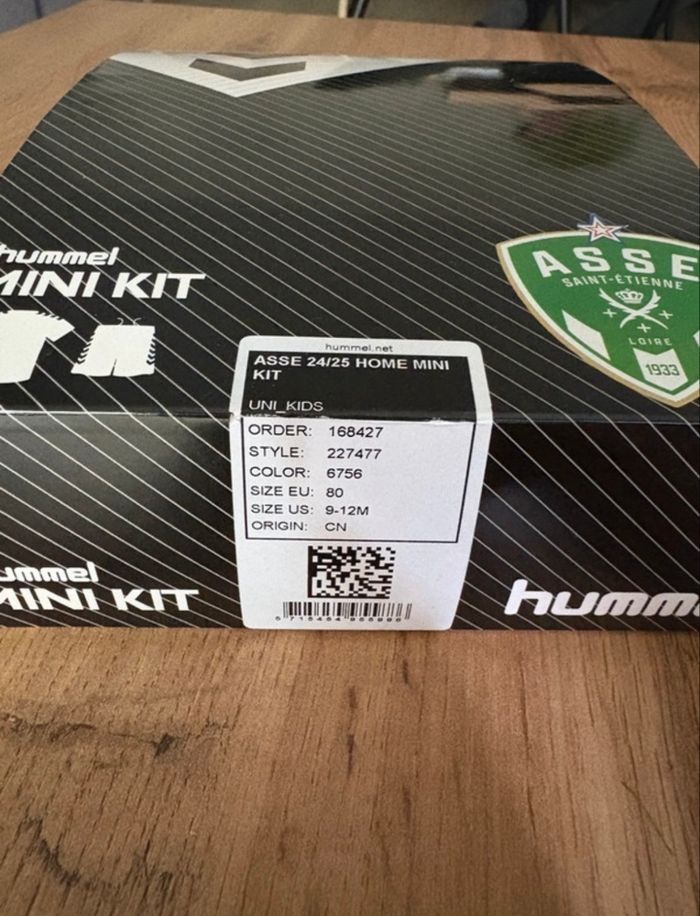 hummel
MINI KIT
ASSE
SAINT-ÉTIENNE
LOIRE
1933
hummel.net
ASSE 24/25 HOME MINI
KIT
UNI_KIDS
ORDER: 168427
STYLE: 227477
COLOR: 6756
SIZE EU: 80
SIZE US: 9-12M
ORIGIN: CN
hummel
MINI KIT
humm